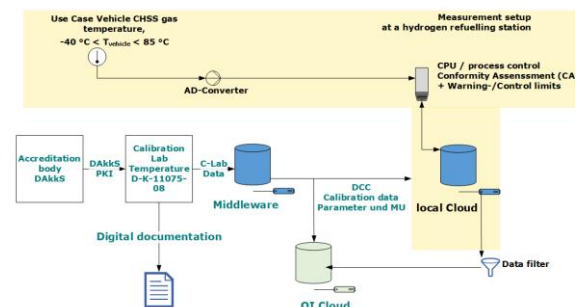 Use Case Vehicle CHSS gas
temperature,
-40 °C < Tvehicle < 85 °C
Measurement setup
at a hydrogen refuelling station
AD-Converter
CPU / process control
Conformity Assenssment (CA
+ Warning-/Control limits
Accreditation
body
DAkkS
DAkkS
PKI
Calibration
Lab
Temperature
D-K-11075-
08
C-Lab
Data
Middleware
DCC
Calibration data
Parameter und MU
local Cloud
Digital documentation
Data filter
QI Cloud